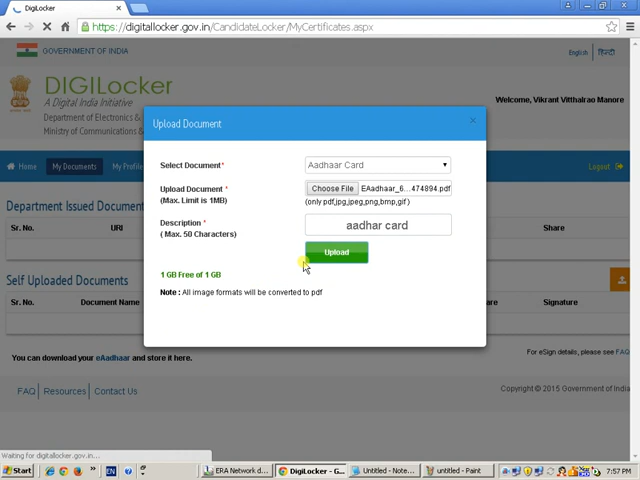 DigiLocker
https://digitallocker.gov.in/CandidateLocker/MyCertificates.aspx
GOVERNMENT OF INDIA
English
हिन्दी
DIGILocker
A Digital India Initiative
Department of Electronics &
Ministry of Communications &
Welcome, Vikrant Vitthalrao Manore
Home
My Documents
My Profile
Logout
Upload Document
×
Select Document*
Aadhaar Card
Upload Document *
(Max. Limit is 1MB)
Choose File
EAadhaar_6...474894.pdf
(only pdf,jpg,jpeg,png,bmp,gif )
Description *
( Max. 50 Characters)
aadhar card
Upload
1 GB Free of 1 GB
Note : All image formats will be converted to pdf
Department Issued Documents
Sr. No.
URI
Share
Self Uploaded Documents
Sr. No.
Document Name
Share
Signature
You can download your eAadhaar and store it here.
For eSign details, please see FAQ
FAQ
Resources
Contact Us
Copyright © 2015 Government of India
Waiting for digitallocker.gov.in...
Start
EN
ERA Network d...
DigiLocker - G...
Untitled - Note...
untitled - Paint
7:57 PM